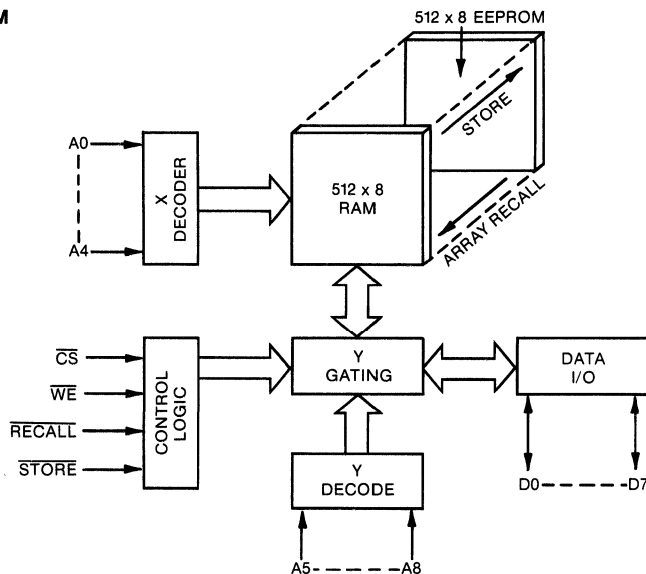 M
512 x 8 EEPROM
STORE
A0
X
DECODER
512 x 8
RAM
ARRAY RECALL
A4
CS
WE
RECALL
STORE
CONTROL
LOGIC
Y
GATING
DATA
I/O
Y
DECODE
D0
D7
A5
A8